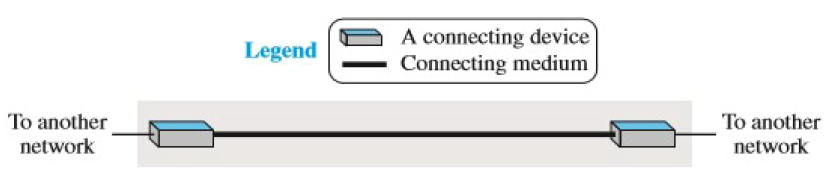 Legend
A connecting device
Connecting medium
To another
network
To another
network